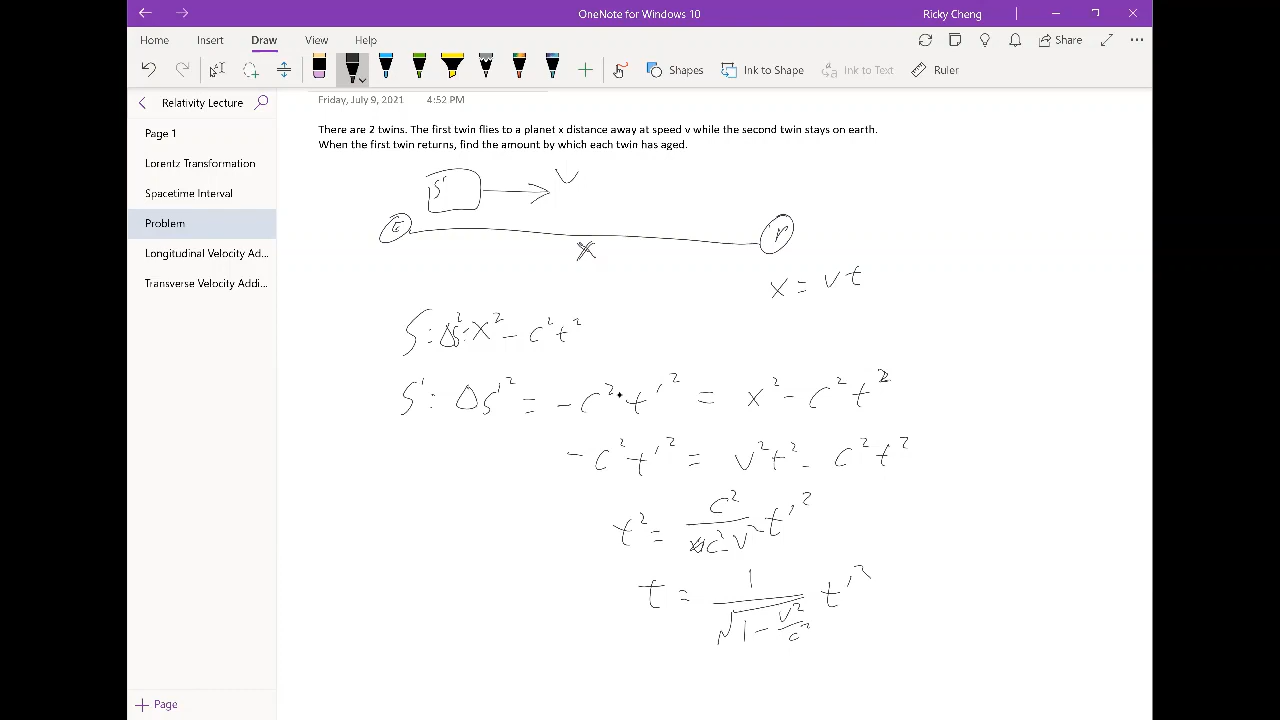 OneNote for Windows 10
Ricky Cheng
Home Insert Draw View Help
Share
Shapes Ink to Shape Ink to Text Ruler
Relativity Lecture
Page 1
Lorentz Transformation
Spacetime Interval
Problem
Longitudinal Velocity Ad...
Transverse Velocity Addi...
Page
Friday, July 9, 2021 4:52 PM
There are 2 twins. The first twin flies to a planet x distance away at speed v while the second twin stays on earth.
When the first twin returns, find the amount by which each twin has aged.
S' v
E P
x
x = vt
S: Δs² = x² - c²t²
S': Δs'² = -c² t'² = x² - c²t²
-c²t'² = v²t² - c²t²
t² = c²/(c²-v²) t'²
t = 1/√(1 - v²/c²) t'²